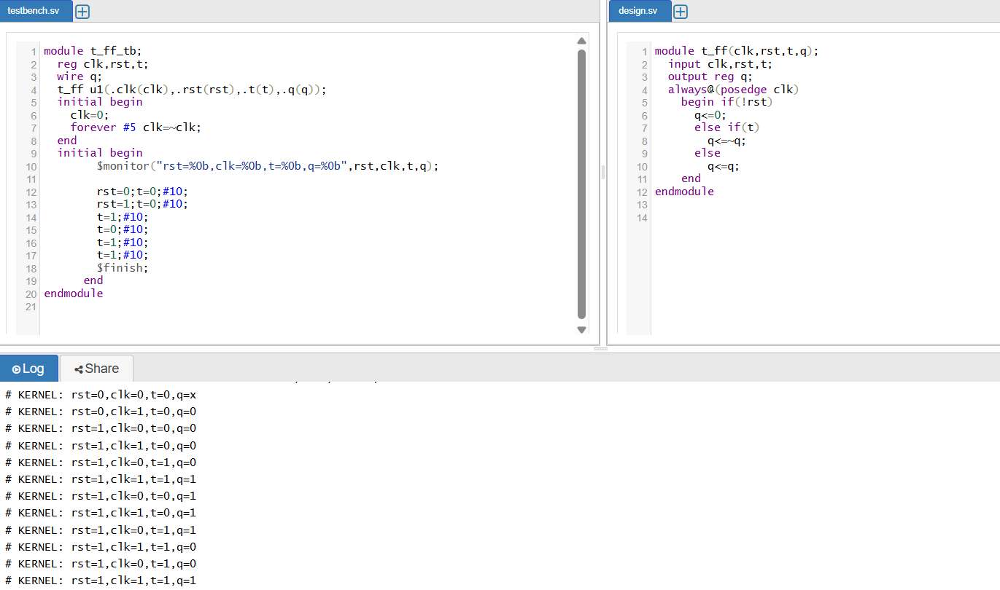 testbench.sv
1 module t_ff_tb;
2 reg clk,rst,t;
3 wire q;
4 t_ff u1(.clk(clk),.rst(rst),.t(t),.q(q));
5 initial begin
6 clk=0;
7 forever #5 clk=~clk;
8 end
9 initial begin
10 $monitor("rst=%0b,clk=%0b,t=%0b,q=%0b",rst,clk,t,q);
11
12 rst=0;t=0;#10;
13 rst=1;t=0;#10;
14 t=1;#10;
15 t=0;#10;
16 t=1;#10;
17 t=1;#10;
18 $finish;
19 end
20 endmodule
21
design.sv
1 module t_ff(clk,rst,t,q);
2 input clk,rst,t;
3 output reg q;
4 always@(posedge clk)
5 begin if(!rst)
6 q<=0;
7 else if(t)
8 q<=~q;
9 else
10 q<=q;
11 end
12 endmodule
13
14
Log
Share
# KERNEL: rst=0,clk=0,t=0,q=x
# KERNEL: rst=0,clk=1,t=0,q=0
# KERNEL: rst=1,clk=0,t=0,q=0
# KERNEL: rst=1,clk=1,t=0,q=0
# KERNEL: rst=1,clk=0,t=1,q=0
# KERNEL: rst=1,clk=1,t=1,q=1
# KERNEL: rst=1,clk=0,t=0,q=1
# KERNEL: rst=1,clk=1,t=0,q=1
# KERNEL: rst=1,clk=0,t=1,q=1
# KERNEL: rst=1,clk=1,t=1,q=0
# KERNEL: rst=1,clk=0,t=1,q=0
# KERNEL: rst=1,clk=1,t=1,q=1